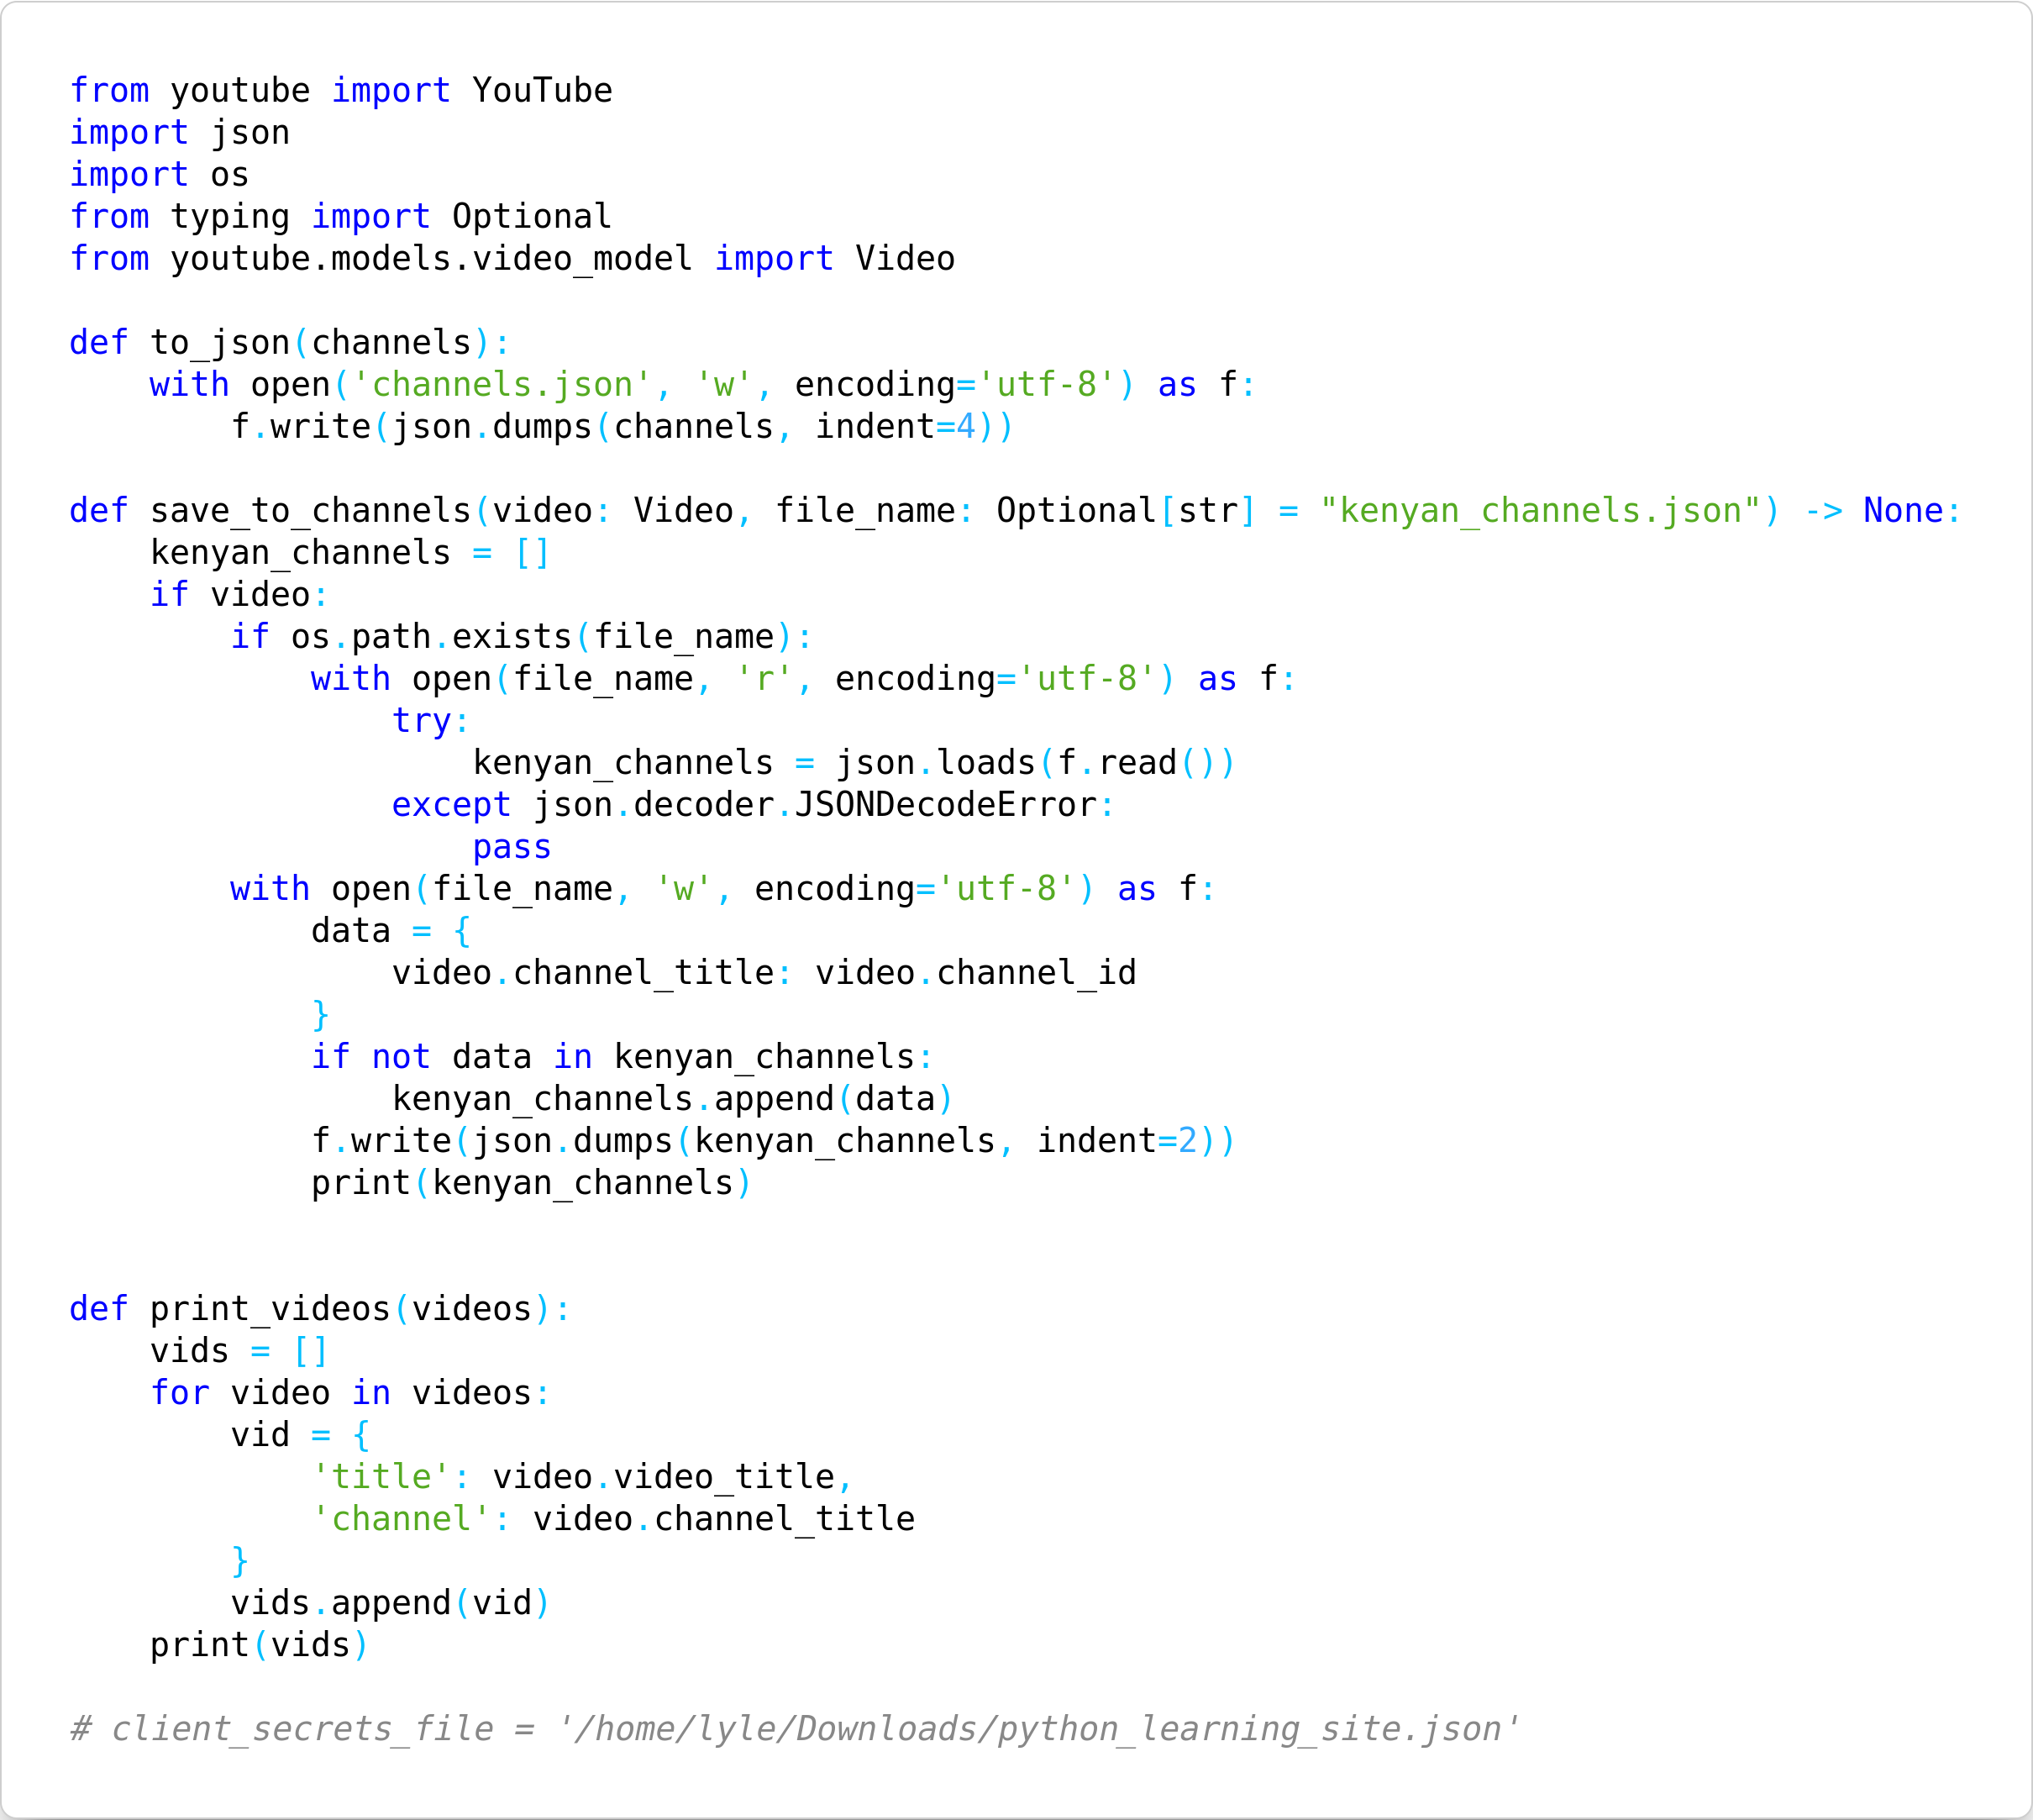 from youtube import YouTube
import json
import os
from typing import Optional
from youtube.models.video_model import Video

def to_json(channels):
    with open('channels.json', 'w', encoding='utf-8') as f:
        f.write(json.dumps(channels, indent=4))

def save_to_channels(video: Video, file_name: Optional[str] = "kenyan_channels.json") -> None:
    kenyan_channels = []
    if video:
        if os.path.exists(file_name):
            with open(file_name, 'r', encoding='utf-8') as f:
                try:
                    kenyan_channels = json.loads(f.read())
                except json.decoder.JSONDecodeError:
                    pass
        with open(file_name, 'w', encoding='utf-8') as f:
            data = {
                video.channel_title: video.channel_id
            }
            if not data in kenyan_channels:
                kenyan_channels.append(data)
            f.write(json.dumps(kenyan_channels, indent=2))
            print(kenyan_channels)


def print_videos(videos):
    vids = []
    for video in videos:
        vid = {
            'title': video.video_title,
            'channel': video.channel_title
        }
        vids.append(vid)
    print(vids)

# client_secrets_file = '/home/lyle/Downloads/python_learning_site.json'